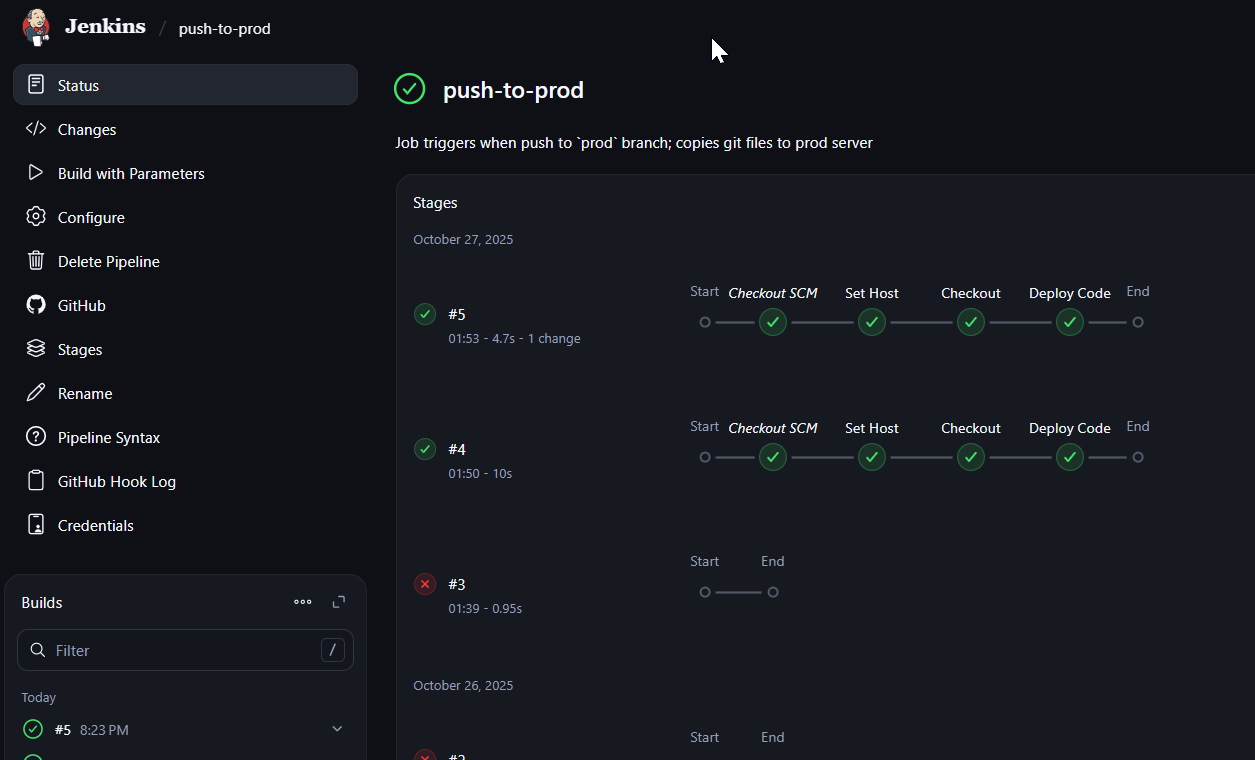 Jenkins / push-to-prod
Status
Changes
Build with Parameters
Configure
Delete Pipeline
GitHub
Stages
Rename
Pipeline Syntax
GitHub Hook Log
Credentials
Builds
Filter /
Today
#5 8:23 PM
push-to-prod
Job triggers when push to `prod` branch; copies git files to prod server
Stages
October 27, 2025
#5
01:53 - 4.7s - 1 change
Start Checkout SCM Set Host Checkout Deploy Code End
#4
01:50 - 10s
Start Checkout SCM Set Host Checkout Deploy Code End
#3
01:39 - 0.95s
Start End
October 26, 2025
#2
Start End